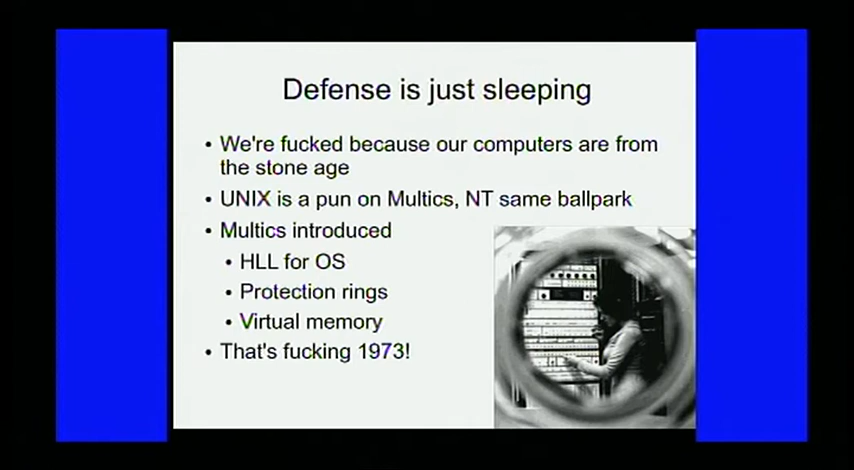 Defense is just sleeping
• We're fucked because our computers are from
the stone age
• UNIX is a pun on Multics, NT same ballpark
• Multics introduced
• HLL for OS
• Protection rings
• Virtual memory
• That's fucking 1973!